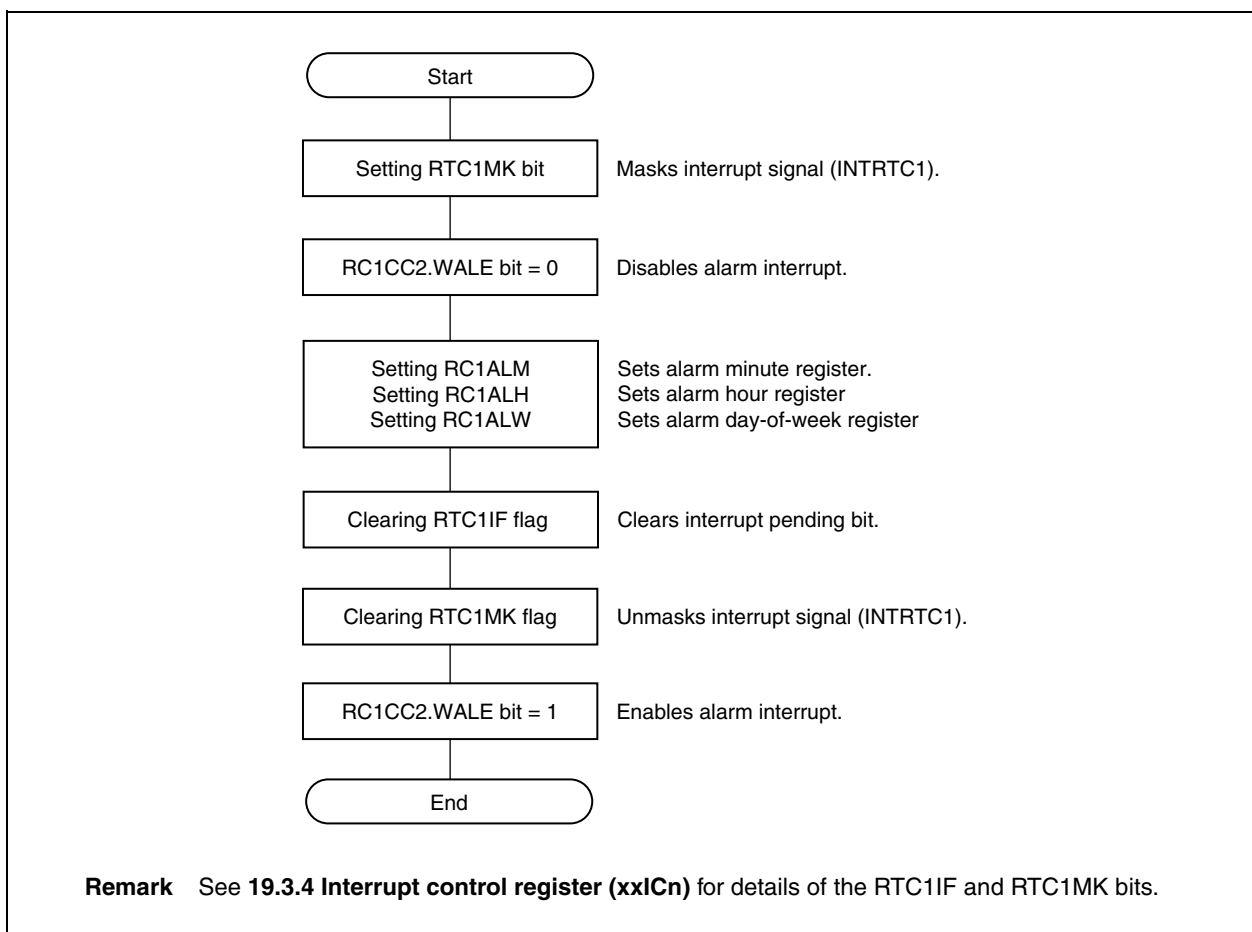 Start
Setting RTC1MK bit Masks interrupt signal (INTRTC1).
RC1CC2.WALE bit = 0 Disables alarm interrupt.
Setting RC1ALM Sets alarm minute register.
Setting RC1ALH Sets alarm hour register
Setting RC1ALW Sets alarm day-of-week register
Clearing RTC1IF flag Clears interrupt pending bit.
Clearing RTC1MK flag Unmasks interrupt signal (INTRTC1).
RC1CC2.WALE bit = 1 Enables alarm interrupt.
End
Remark See 19.3.4 Interrupt control register (xxICn) for details of the RTC1IF and RTC1MK bits.